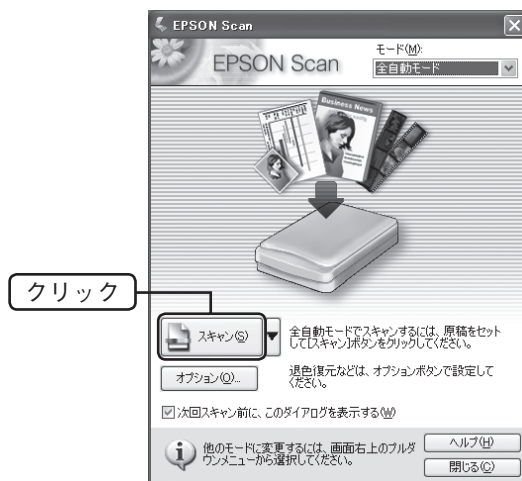 EPSON Scan
EPSON Scan
モード(M):
全自動モード
Business News
クリック
スキャン(S)
全自動モードでスキャンするには、原稿をセット
して[スキャン]ボタンをクリックしてください。
オプション(O)...
退色復元などは、オプションボタンで設定して
ください。
次回スキャン前に、このダイアログを表示する(W)
他のモードに変更するには、画面右上のプルダ
ウンメニューから選択してください。
ヘルプ(H)
閉じる(C)